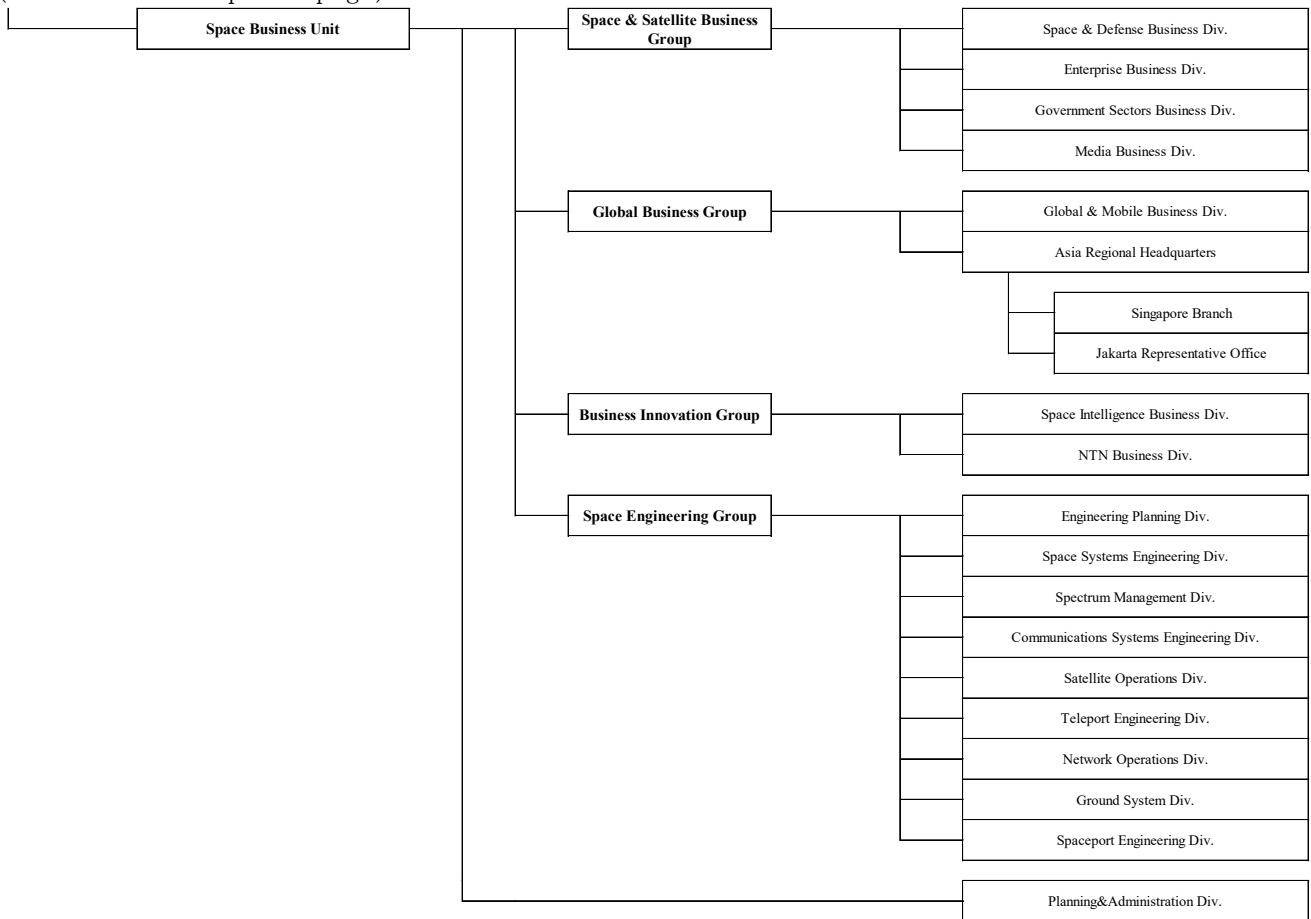 Space Business Unit
Space & Satellite Business
Group
Space & Defense Business Div.
Enterprise Business Div.
Government Sectors Business Div.
Media Business Div.
Global Business Group
Global & Mobile Business Div.
Asia Regional Headquarters
Singapore Branch
Jakarta Representative Office
Business Innovation Group
Space Intelligence Business Div.
NTN Business Div.
Space Engineering Group
Engineering Planning Div.
Space Systems Engineering Div.
Spectrum Management Div.
Communications Systems Engineering Div.
Satellite Operations Div.
Teleport Engineering Div.
Network Operations Div.
Ground System Div.
Spaceport Engineering Div.
Planning&Administration Div.